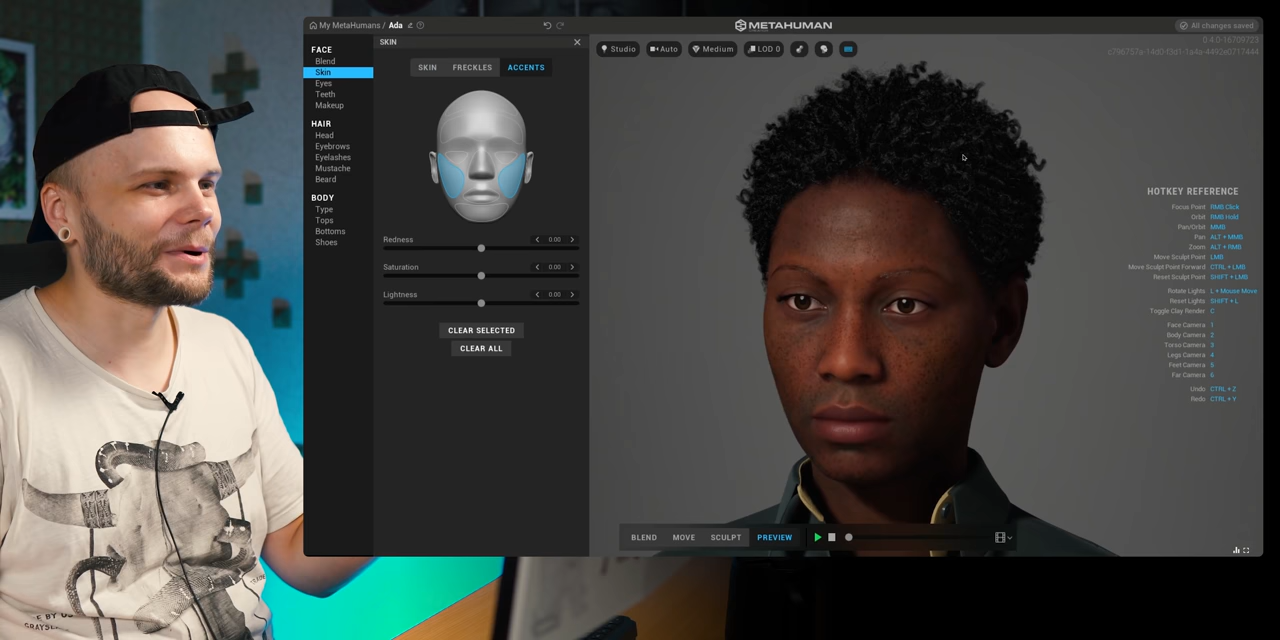 My MetaHumans / Ada
METAHUMAN
All changes saved
FACE
Blend
Skin
Eyes
Teeth
Makeup
HAIR
Head
Eyebrows
Eyelashes
Mustache
Beard
BODY
Type
Tops
Bottoms
Shoes
SKIN
SKIN FRECKLES ACCENTS
Redness 0.00
Saturation 0.00
Lightness 0.00
CLEAR SELECTED
CLEAR ALL
Studio Auto Medium LOD 0
HOTKEY REFERENCE
Focus Point RMB Click
Orbit RMB Hold
Pan/Orbit MMB
Pan ALT + MMB
Zoom ALT + RMB
Move Sculpt Point LMB
Move Sculpt Point Forward CTRL + LMB
Reset Sculpt Point SHIFT + LMB
Rotate Lights L + Mouse Move
Reset Lights SHIFT + L
Toggle Clay Render C
Face Camera 1
Body Camera 2
Torso Camera 3
Legs Camera 4
Feet Camera 5
Far Camera 6
Undo CTRL + Z
Redo CTRL + Y
BLEND MOVE SCULPT PREVIEW